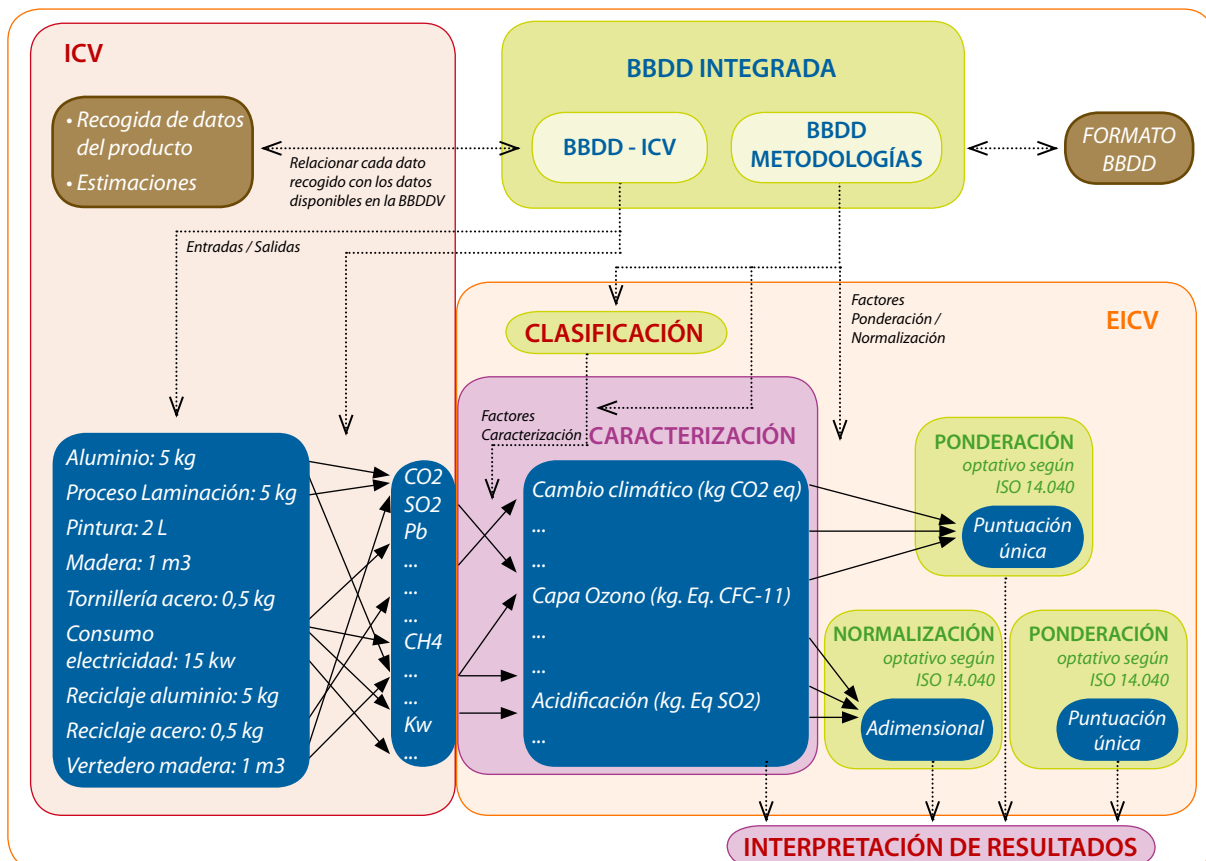 ICV
• Recogida de datos
del producto
• Estimaciones
Relacionar cada dato
recogido con los datos
disponibles en la BBDDV
BBDD INTEGRADA
BBDD - ICV
BBDD
METODOLOGÍAS
FORMATO
BBDD
Entradas / Salidas
EICV
CLASIFICACIÓN
Factores
Ponderación /
Normalización
Factores
Caracterización
CARACTERIZACIÓN
Aluminio: 5 kg
Proceso Laminación: 5 kg
Pintura: 2 L
Madera: 1 m3
Tornillería acero: 0,5 kg
Consumo
electricidad: 15 kw
Reciclaje aluminio: 5 kg
Reciclaje acero: 0,5 kg
Vertedero madera: 1 m3
CO2
SO2
Pb
...
...
...
CH4
...
...
Kw
...
Cambio climático (kg CO2 eq)
...
...
Capa Ozono (kg. Eq. CFC-11)
...
...
Acidificación (kg. Eq SO2)
...
PONDERACIÓN
optativo según
ISO 14.040
Puntuación
única
NORMALIZACIÓN
optativo según
ISO 14.040
Adimensional
PONDERACIÓN
optativo según
ISO 14.040
Puntuación
única
INTERPRETACIÓN DE RESULTADOS